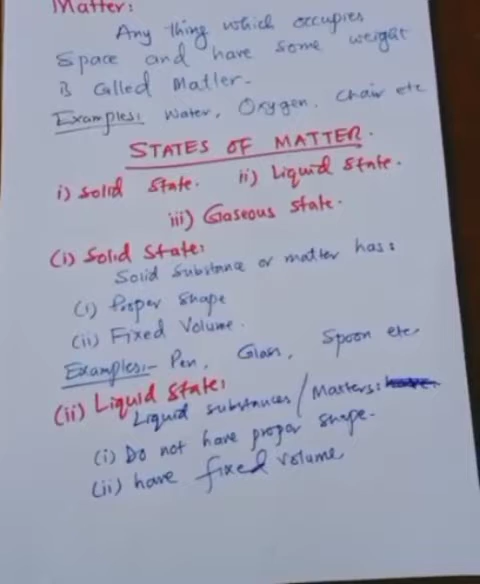 Matter:
Any thing which occupies
Space and have some weight
is Called Matter.
Examples: Water, Oxygen, Chair etc
STATES OF MATTER.
i) Solid State. ii) Liquid State.
iii) Gaseous State.
(i) Solid State:
Solid Substance or matter has:
(i) Proper Shape
(ii) Fixed Volume.
Examples:- Pen, Glass, Spoon etc
(ii) Liquid State:
Liquid substances / Matters:
(i) Do not have proper shape.
(ii) have fixed volume